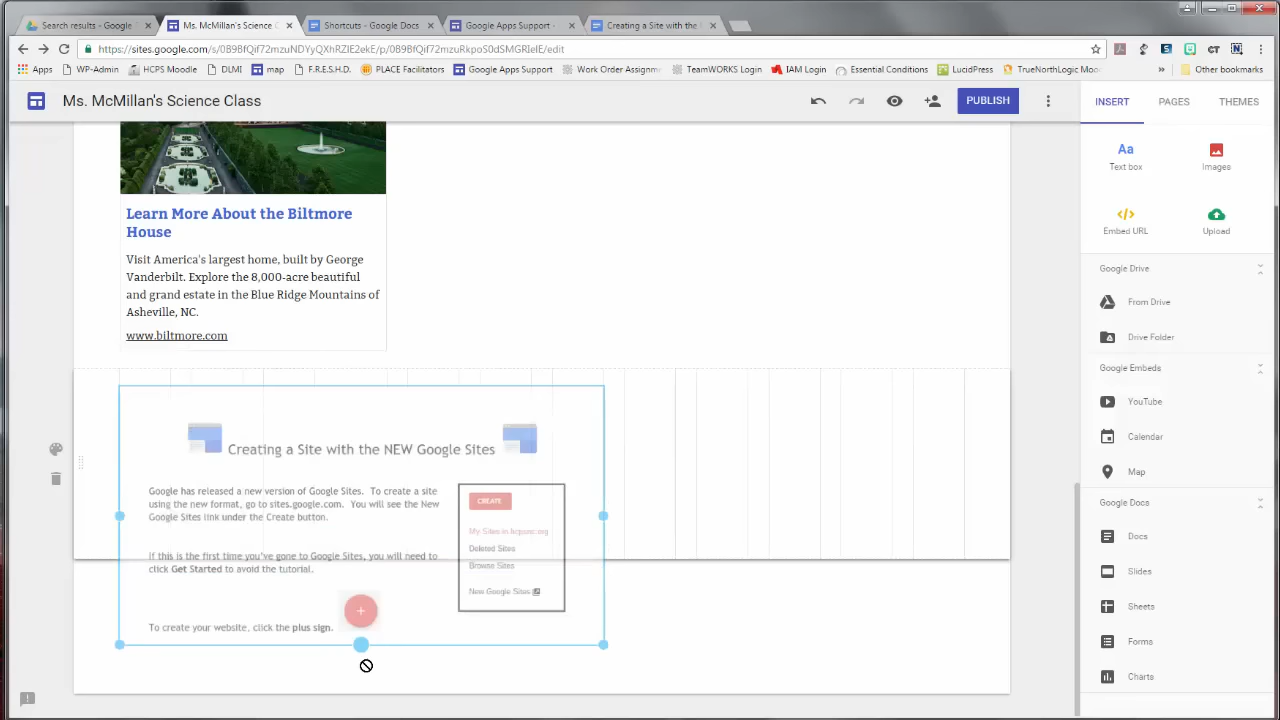 Search results - Google
Ms. McMillan's Science C
Shortcuts - Google Docs
Google Apps Support - G
Creating a Site with the
https://sites.google.com/s/0B9BfQif72mzuNDYyQXhRZlE2ekE/p/0B9BfQif72mzuRkpoS0dSMGRIelE/edit
Apps WP-Admin HCPS Moodle DLMI map F.R.E.S.H.D. PLACE Facilitators Google Apps Support Work Order Assignm TeamWORKS Login IAM Login Essential Conditions LucidPress TrueNorthLogic Mo » Other bookmarks
Ms. McMillan's Science Class
PUBLISH
INSERT PAGES THEMES
Aa
Text box
Images
Embed URL
Upload
Google Drive
From Drive
Drive Folder
Google Embeds
YouTube
Calendar
Map
Google Docs
Docs
Slides
Sheets
Forms
Charts
Learn More About the Biltmore
House
Visit America's largest home, built by George
Vanderbilt. Explore the 8,000-acre beautiful
and grand estate in the Blue Ridge Mountains of
Asheville, NC.
www.biltmore.com
Creating a Site with the NEW Google Sites
Google has released a new version of Google Sites. To create a site
using the new format, go to sites.google.com. You will see the New
Google Sites link under the Create button.
If this is the first time you've gone to Google Sites, you will need to
click Get Started to avoid the tutorial.
To create your website, click the plus sign.
CREATE
My Sites in hcpsnc.org
Deleted Sites
Browse Sites
New Google Sites